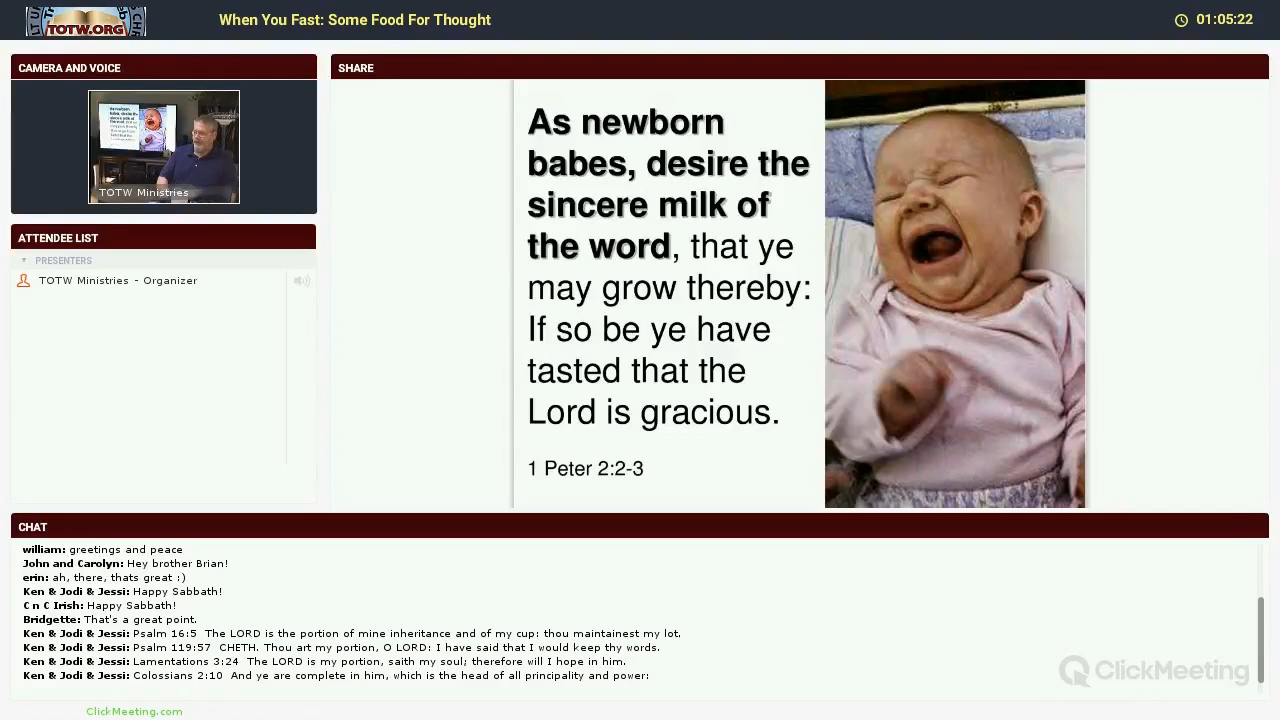 TOTW.ORG
When You Fast: Some Food For Thought
01:05:22
CAMERA AND VOICE
TOTW Ministries
ATTENDEE LIST
PRESENTERS
TOTW Ministries - Organizer
SHARE
As newborn
babes, desire the
sincere milk of
the word, that ye
may grow thereby:
If so be ye have
tasted that the
Lord is gracious.
1 Peter 2:2-3
CHAT
william: greetings and peace
John and Carolyn: Hey brother Brian!
erin: ah, there, thats great :)
Ken & Jodi & Jessi: Happy Sabbath!
C n C Irish: Happy Sabbath!
Bridgette: That's a great point.
Ken & Jodi & Jessi: Psalm 16:5 The LORD is the portion of mine inheritance and of my cup: thou maintainest my lot.
Ken & Jodi & Jessi: Psalm 119:57 CHETH. Thou art my portion, O LORD: I have said that I would keep thy words.
Ken & Jodi & Jessi: Lamentations 3:24 The LORD is my portion, saith my soul; therefore will I hope in him.
Ken & Jodi & Jessi: Colossians 2:10 And ye are complete in him, which is the head of all principality and power:
ClickMeeting
ClickMeeting.com